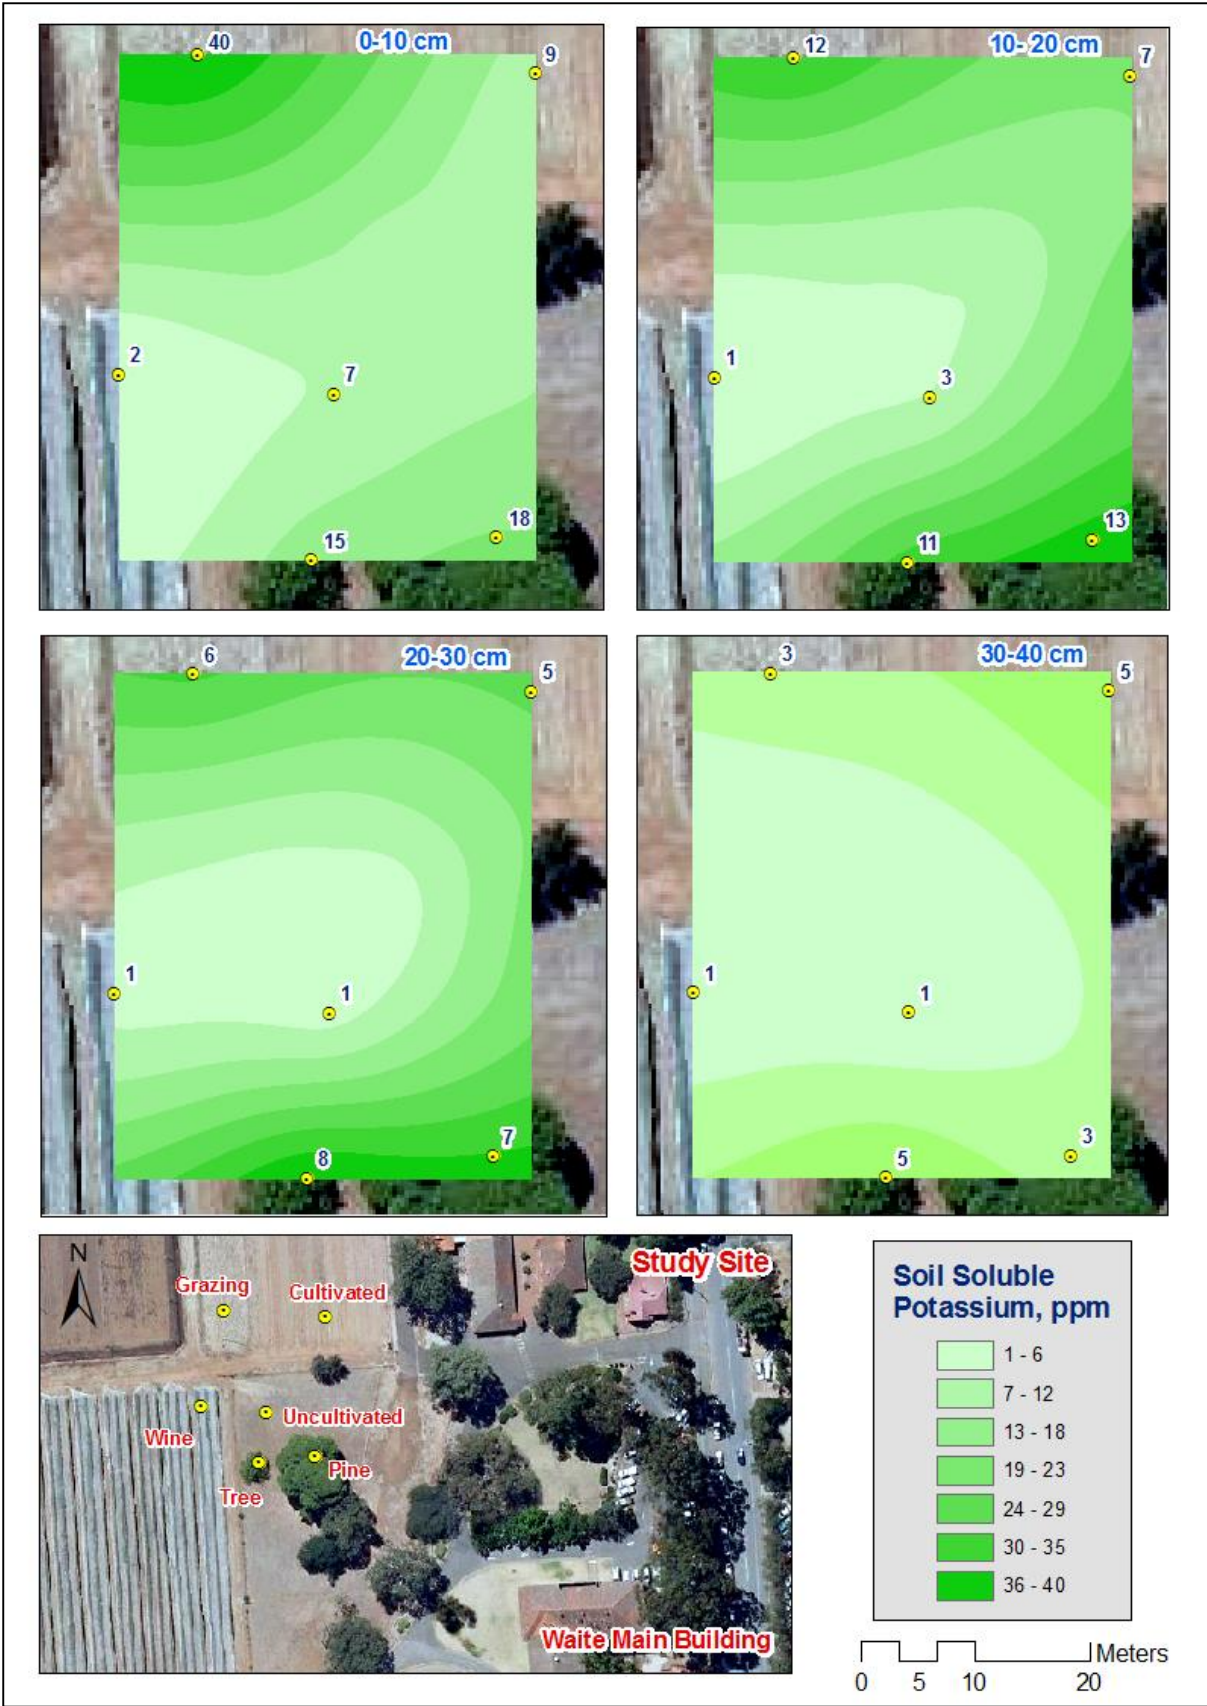 40
0-10 cm
9
2
7
15
18
12
10- 20 cm
7
1
3
11
13
6
20-30 cm
5
1
1
8
7
3
30-40 cm
5
1
1
5
3
N
Study Site
Grazing
Cultivated
Wine
Uncultivated
Pine
Tree
Waite Main Building
Soil Soluble
Potassium, ppm
1 - 6
7 - 12
13 - 18
19 - 23
24 - 29
30 - 35
36 - 40
Meters
0 5 10 20